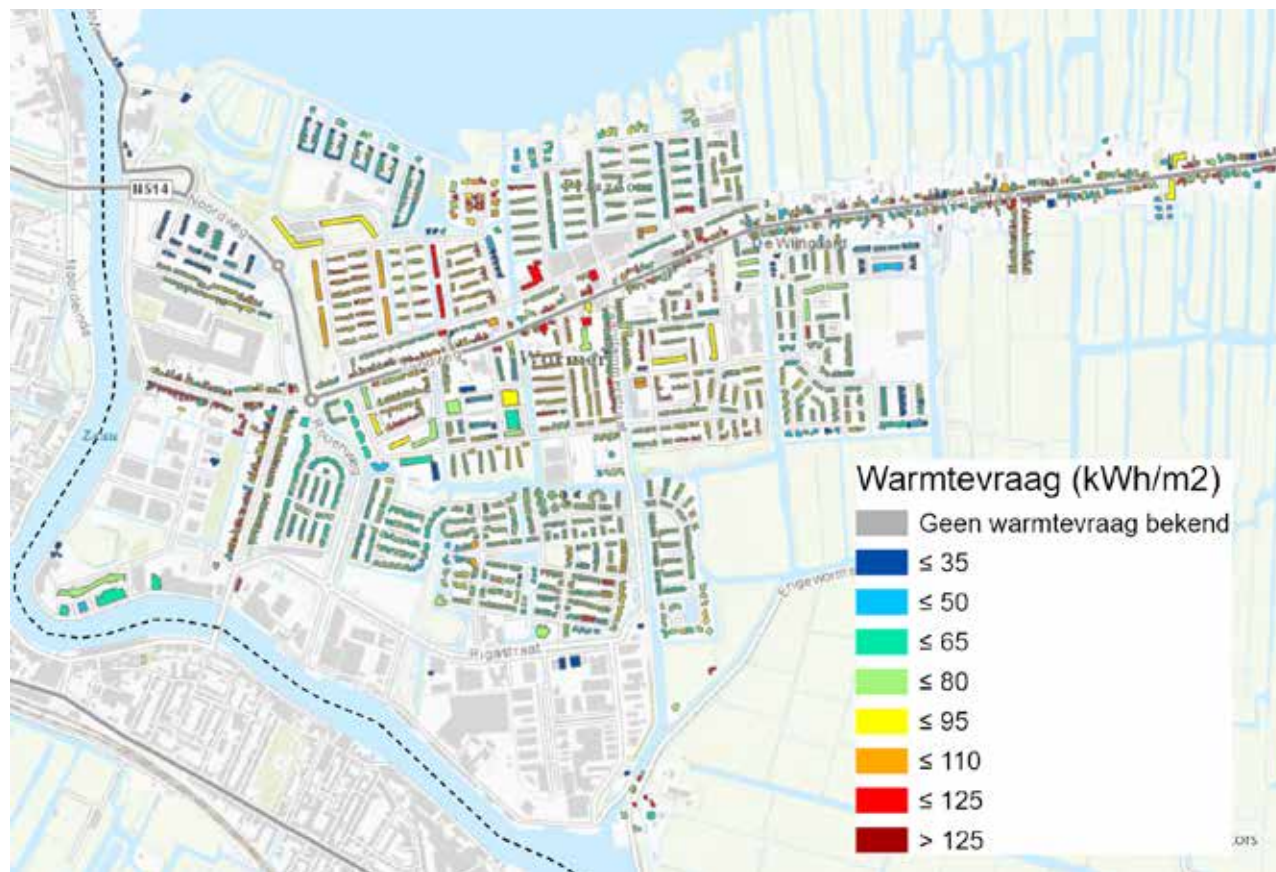 N514
Noordweg
De Wijngaard
Wormer
Zaan
Rigastraat
Warmtevraag (kWh/m2)
Geen warmtevraag bekend
≤ 35
≤ 50
≤ 65
≤ 80
≤ 95
≤ 110
≤ 125
> 125